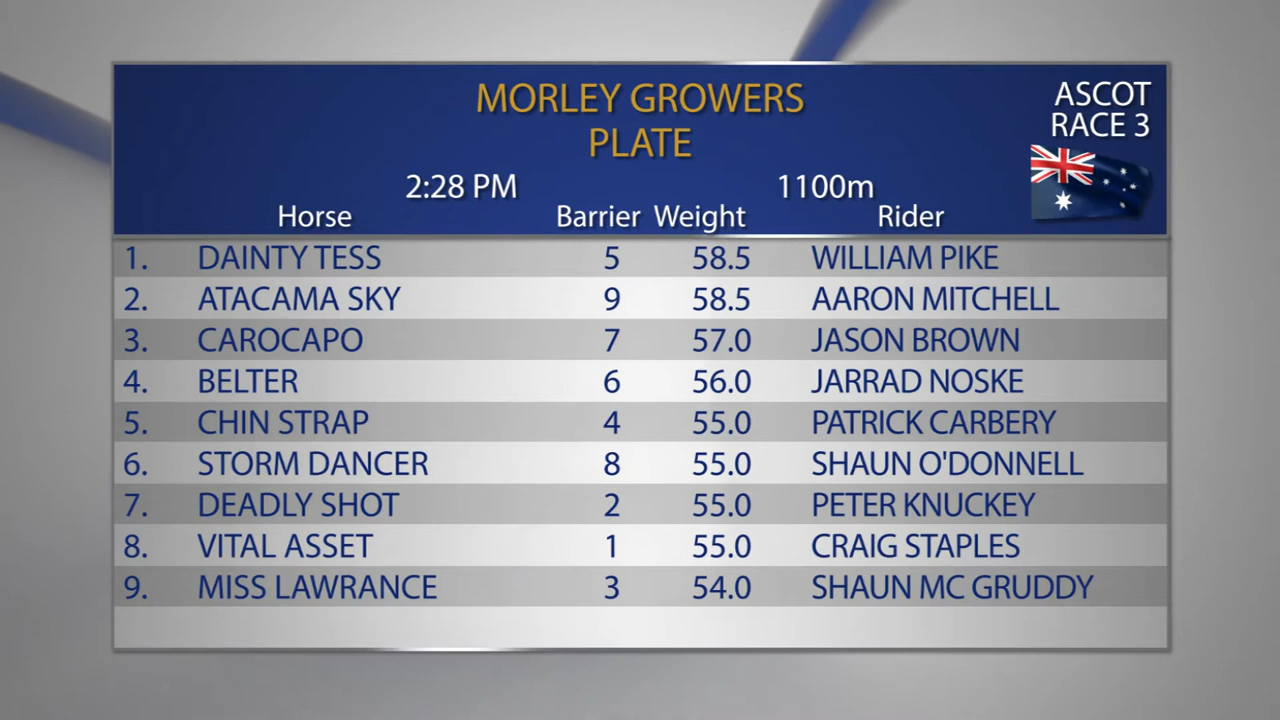 MORLEY GROWERS
PLATE
ASCOT
RACE 3
2:28 PM 1100m
Horse Barrier Weight Rider
1. DAINTY TESS 5 58.5 WILLIAM PIKE
2. ATACAMA SKY 9 58.5 AARON MITCHELL
3. CAROCAPO 7 57.0 JASON BROWN
4. BELTER 6 56.0 JARRAD NOSKE
5. CHIN STRAP 4 55.0 PATRICK CARBERY
6. STORM DANCER 8 55.0 SHAUN O'DONNELL
7. DEADLY SHOT 2 55.0 PETER KNUCKEY
8. VITAL ASSET 1 55.0 CRAIG STAPLES
9. MISS LAWRANCE 3 54.0 SHAUN MC GRUDDY